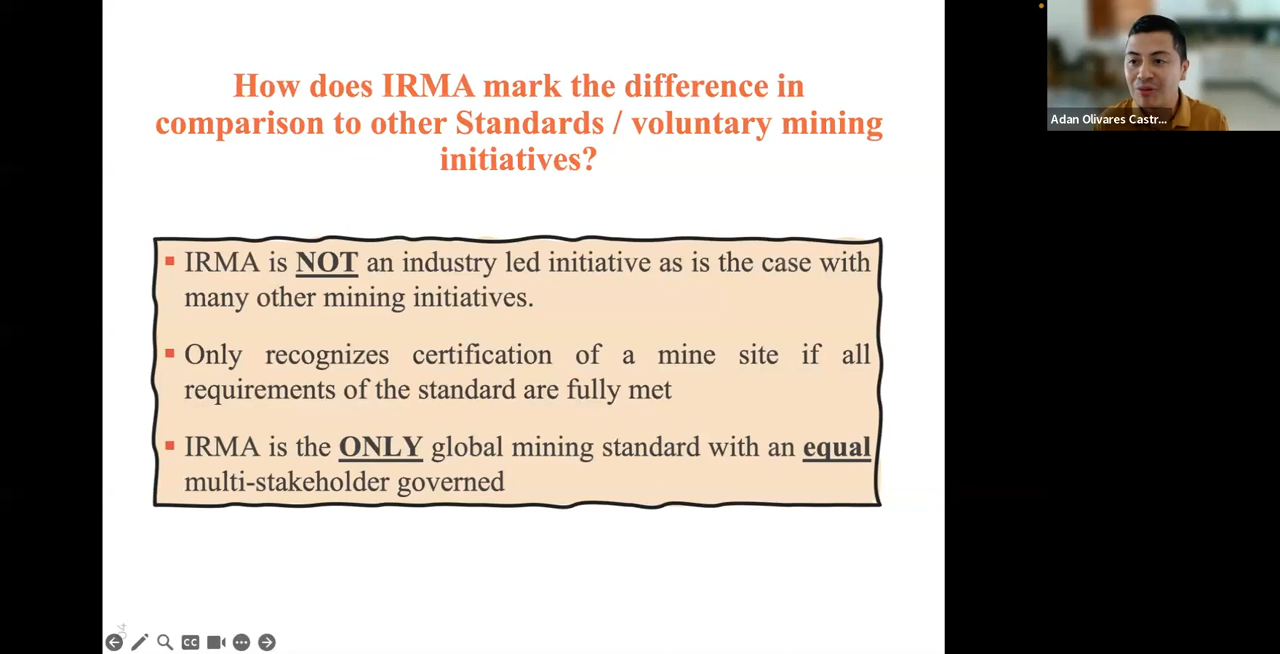 How does IRMA mark the difference in
comparison to other Standards / voluntary mining
initiatives?
▪ IRMA is NOT an industry led initiative as is the case with
many other mining initiatives.
▪ Only recognizes certification of a mine site if all
requirements of the standard are fully met
▪ IRMA is the ONLY global mining standard with an equal
multi-stakeholder governed
Adan Olivares Castr...
CC